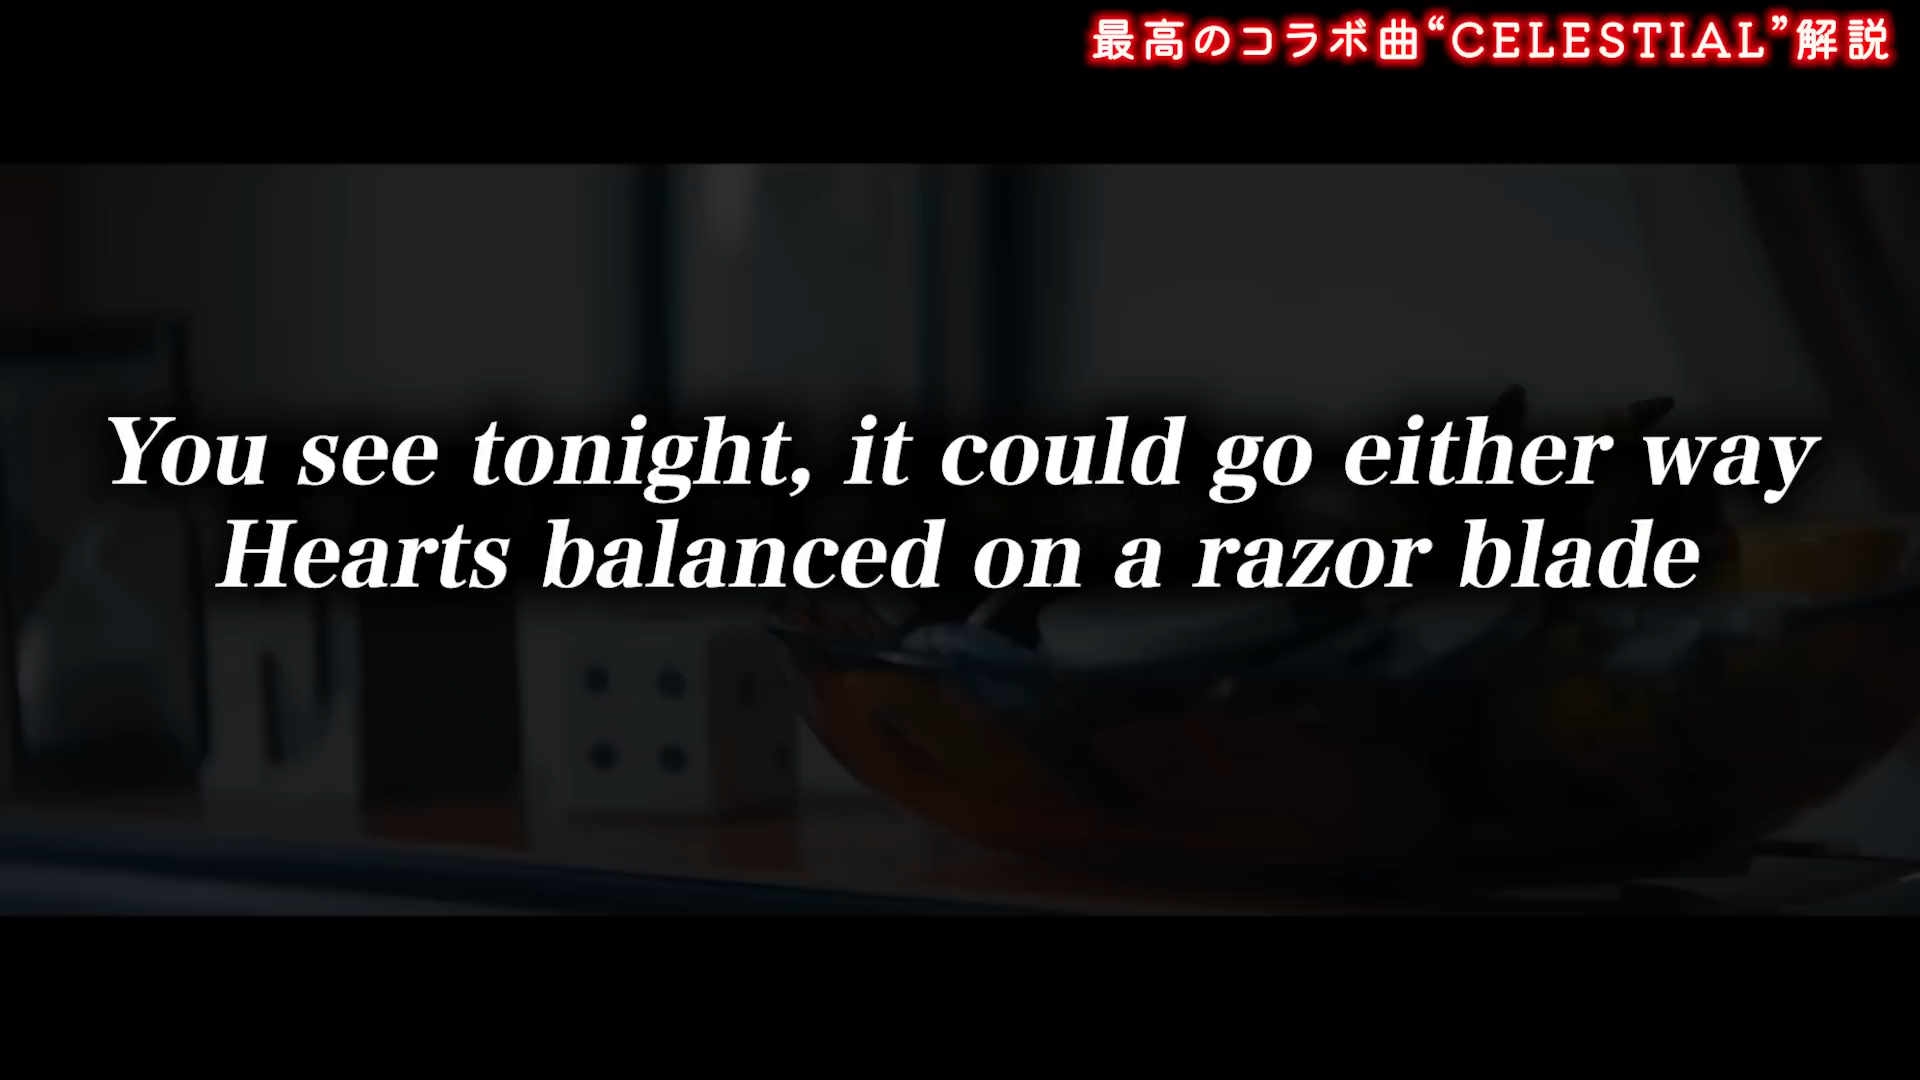 最高のコラボ曲“CELESTIAL”解説
You see tonight, it could go either way
Hearts balanced on a razor blade